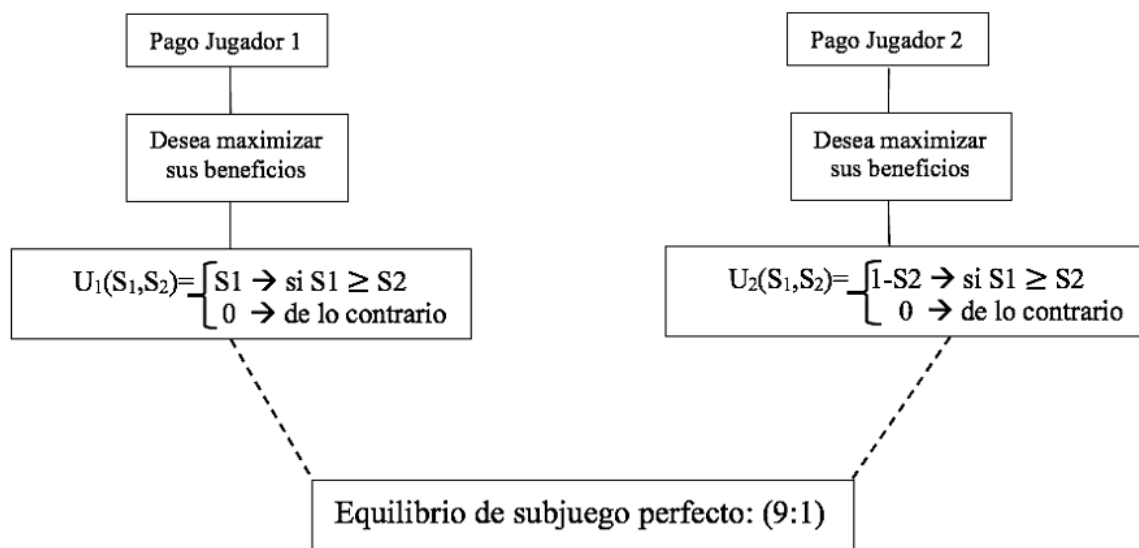 Pago Jugador 1
Pago Jugador 2
Desea maximizar
sus beneficios
Desea maximizar
sus beneficios
U₁(S₁,S₂)= { S1 → si S1 ≥ S2
0 → de lo contrario
U₂(S₁,S₂)= { 1-S2 → si S1 ≥ S2
0 → de lo contrario
Equilibrio de subjuego perfecto: (9:1)